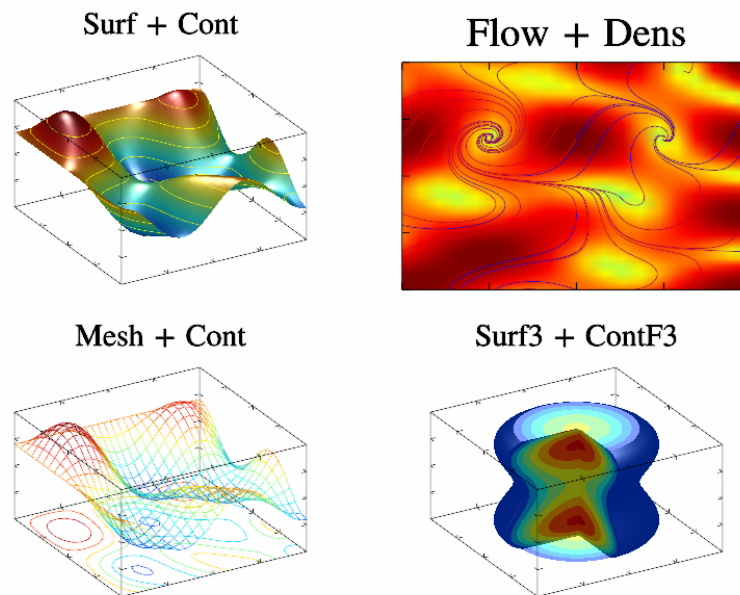 Surf + Cont
Flow + Dens
Mesh + Cont
Surf3 + ContF3